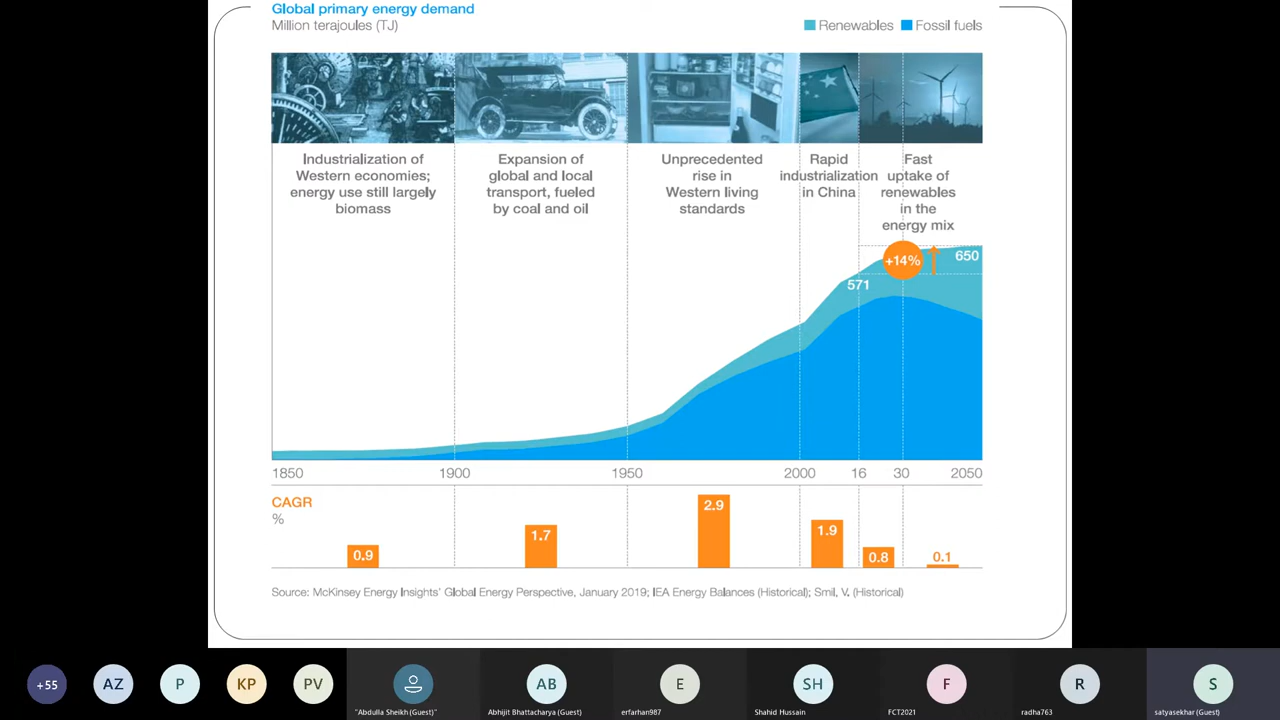 Global primary energy demand
Million terajoules (TJ)
Renewables Fossil fuels
Industrialization of
Western economies;
energy use still largely
biomass
Expansion of
global and local
transport, fueled
by coal and oil
Unprecedented
rise in
Western living
standards
Rapid
industrialization
in China
Fast
uptake of
renewables
in the
energy mix
+14%
650
571
1850 1900 1950 2000 16 30 2050
CAGR
%
0.9 1.7 2.9 1.9 0.8 0.1
Source: McKinsey Energy Insights' Global Energy Perspective, January 2019; IEA Energy Balances (Historical); Smil, V. (Historical)
+55 AZ P KP PV AB E SH F R S
"Abdulla Sheikh (Guest)" Abhijit Bhattacharya (Guest) erfarhan987 Shahid Hussain FCT2021 radha763 satyasekhar (Guest)